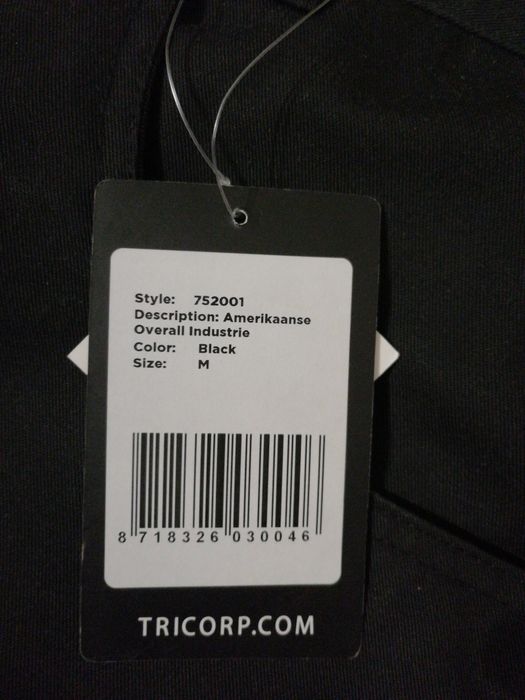 Style: 752001
Description: Amerikaanse
Overall Industrie
Color: Black
Size: M
8 718326 030046
TRICORP.COM